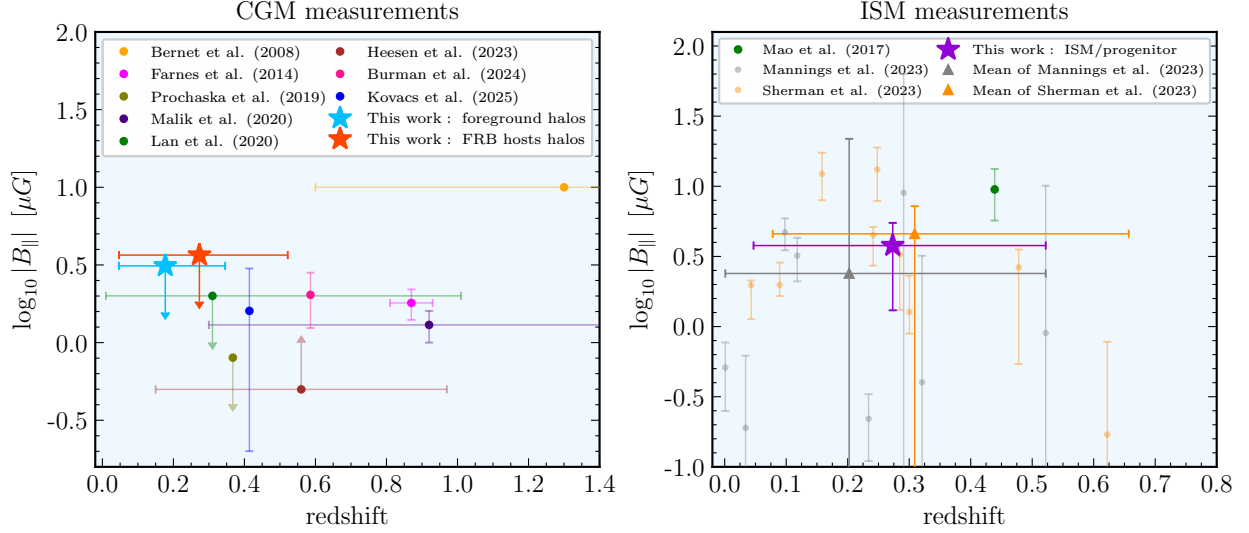 CGM measurements
2.0
1.5
1.0
0.5
0.0
-0.5
log₁₀ |B∥| [μG]
Bernet et al. (2008)
Farnes et al. (2014)
Prochaska et al. (2019)
Malik et al. (2020)
Lan et al. (2020)
Heesen et al. (2023)
Burman et al. (2024)
Kovacs et al. (2025)
This work : foreground halos
This work : FRB hosts halos
0.0 0.2 0.4 0.6 0.8 1.0 1.2 1.4
redshift
ISM measurements
2.0
1.5
1.0
0.5
0.0
-0.5
-1.0
log₁₀ |B∥| [μG]
Mao et al. (2017)
Mannings et al. (2023)
Sherman et al. (2023)
This work : ISM/progenitor
Mean of Mannings et al. (2023)
Mean of Sherman et al. (2023)
0.0 0.1 0.2 0.3 0.4 0.5 0.6 0.7 0.8
redshift